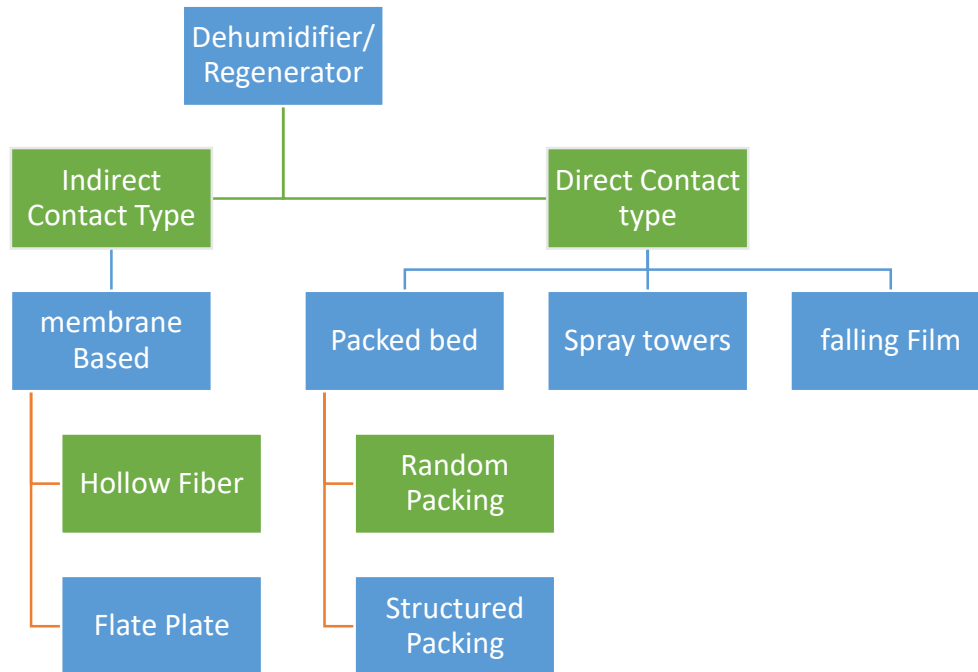 Dehumidifier/
Regenerator
Indirect
Contact Type
Direct Contact
type
membrane
Based
Packed bed
Spray towers
falling Film
Hollow Fiber
Random
Packing
Flate Plate
Structured
Packing